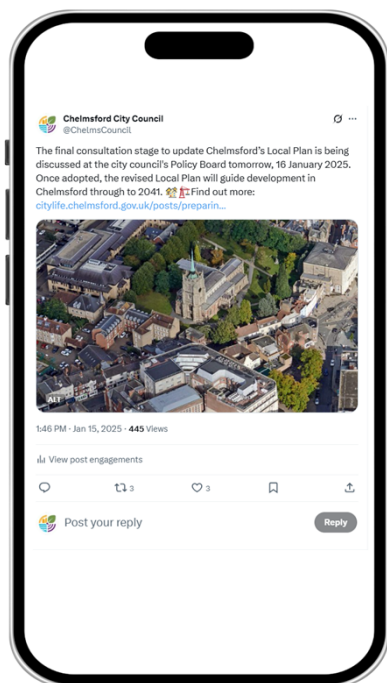 Chelmsford City Council
@ChelmsCouncil
The final consultation stage to update Chelmsford's Local Plan is being
discussed at the city council's Policy Board tomorrow, 16 January 2025.
Once adopted, the revised Local Plan will guide development in
Chelmsford through to 2041. 🏠🏗️Find out more:
citylife.chelmsford.gov.uk/posts/preparin...
ALT
1:46 PM · Jan 15, 2025 · 445 Views
View post engagements
3
3
Post your reply
Reply